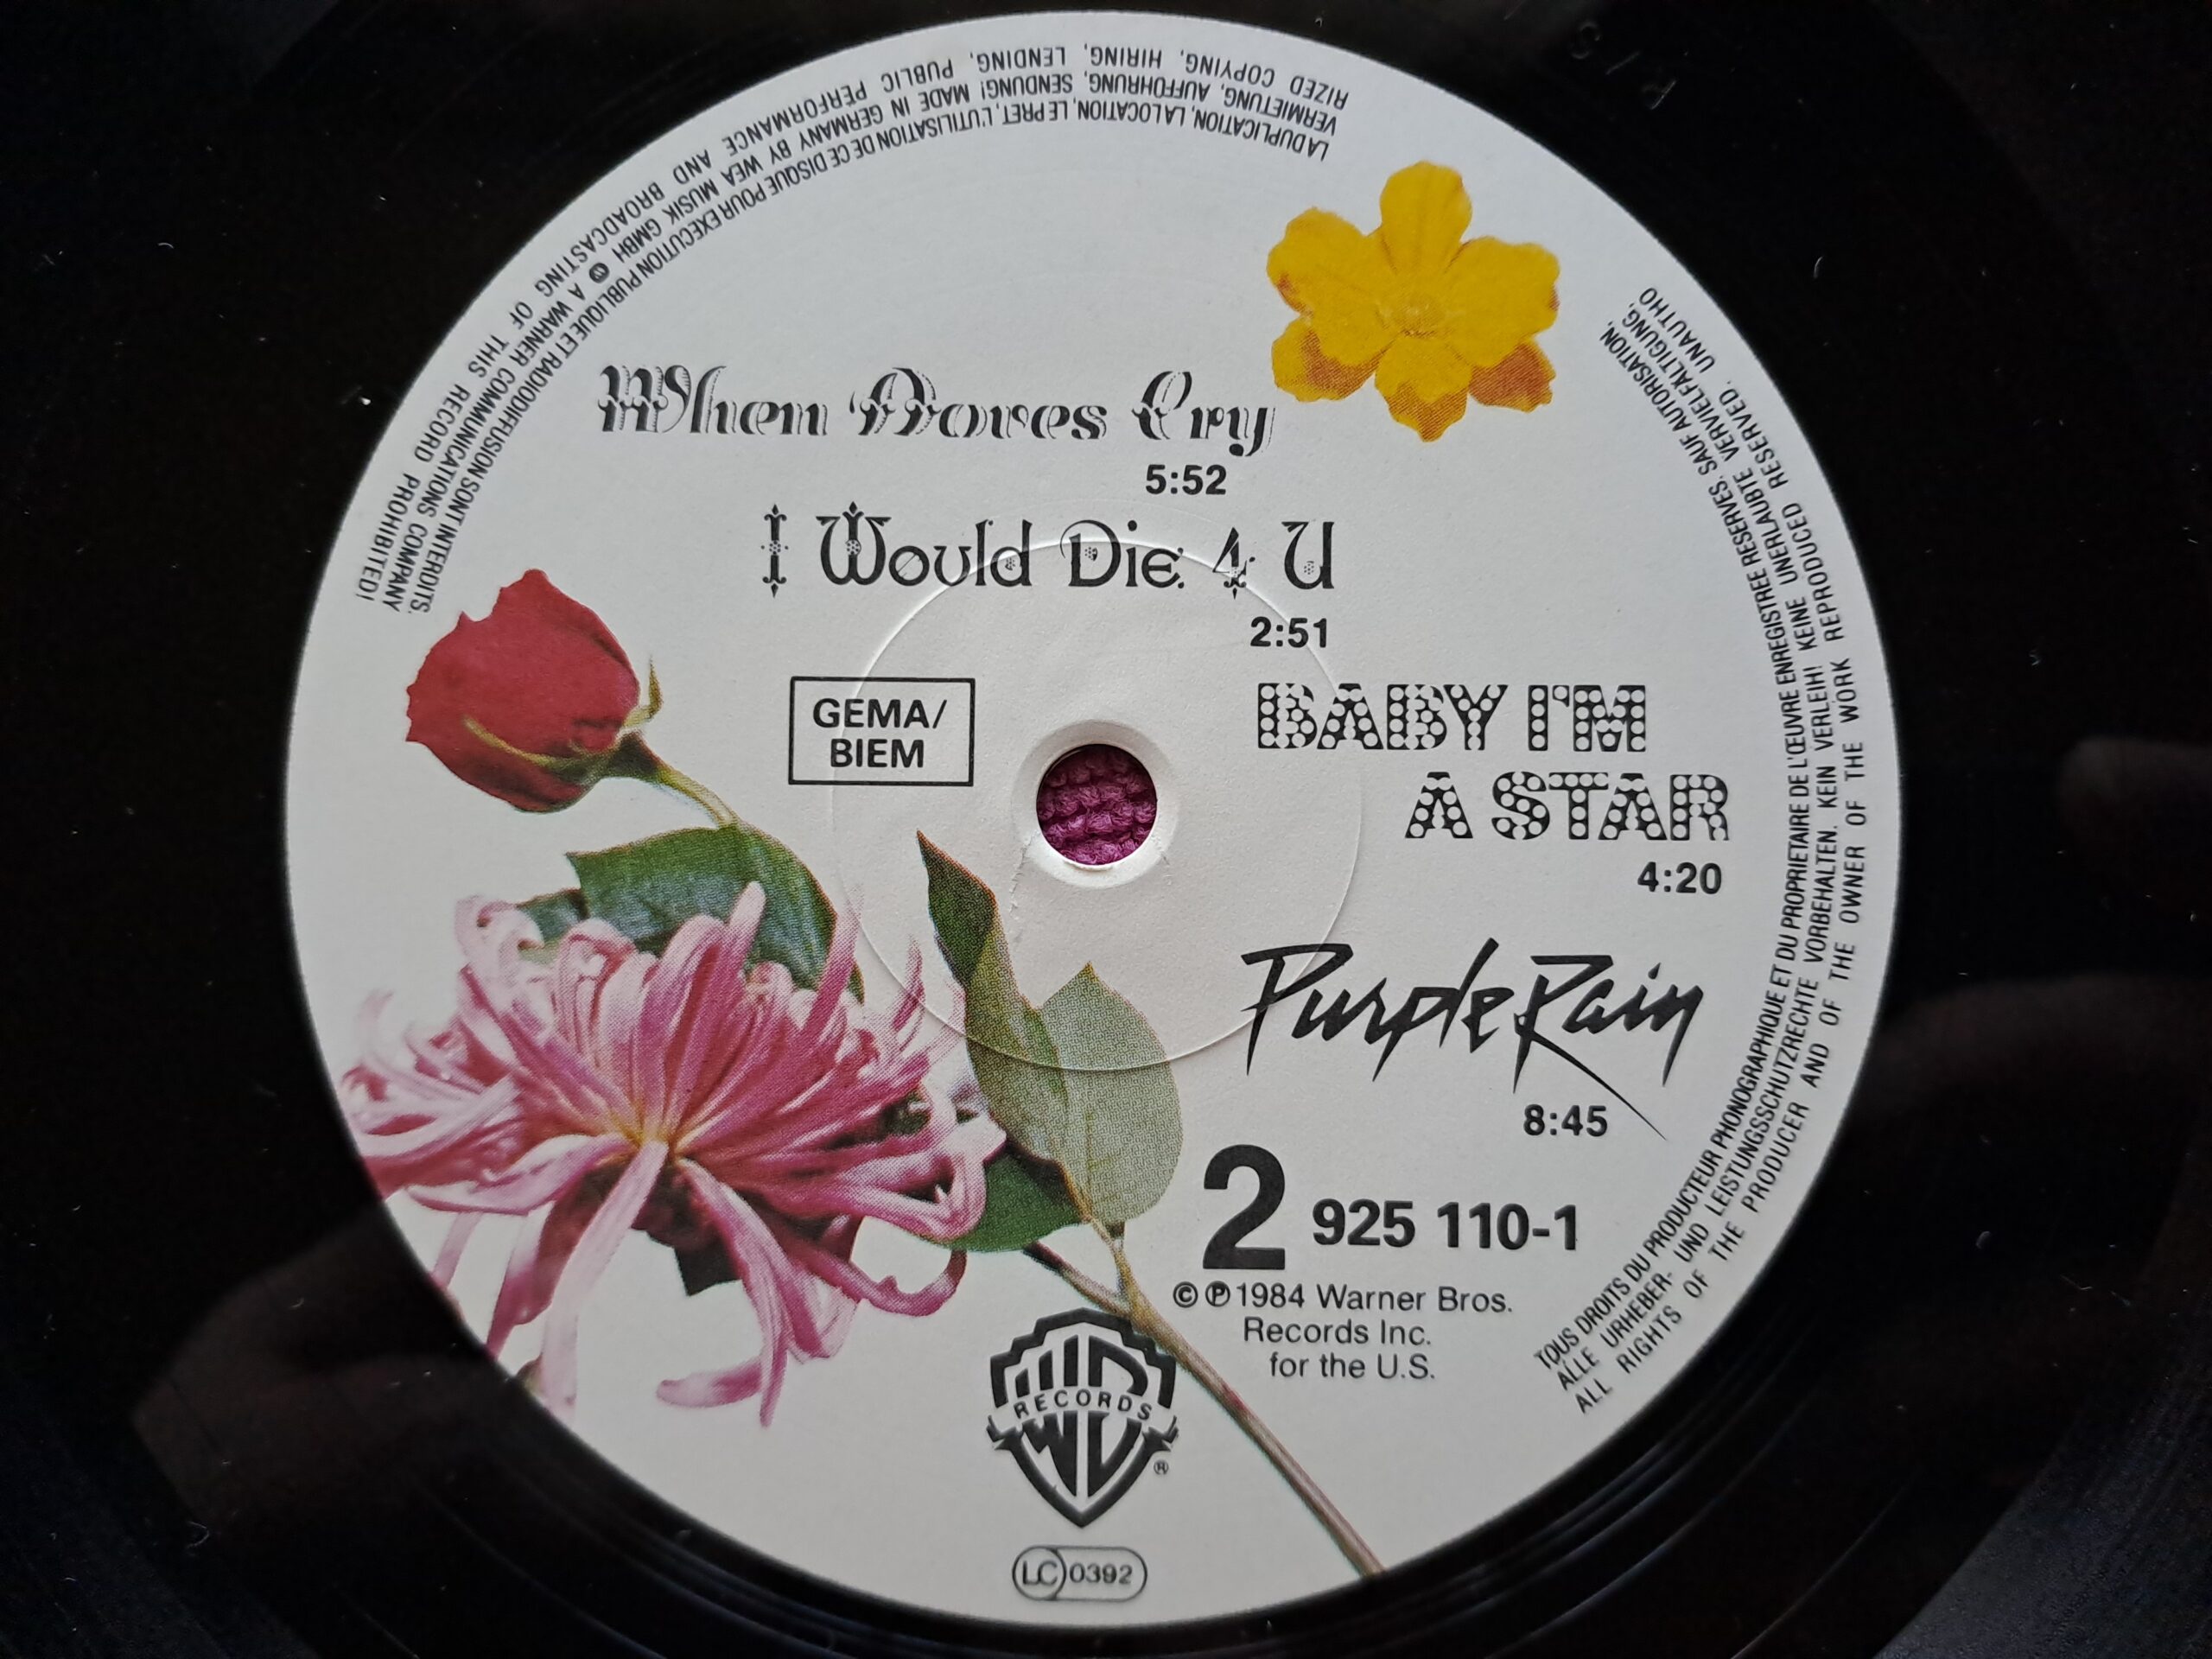 When Doves Cry
5:52
I Would Die 4 U
2:51
GEMA/
BIEM
BABY I'M
A STAR
4:20
Purple Rain
8:45
2 925 110-1
© ℗ 1984 Warner Bros.
Records Inc.
for the U.S.
WB
RECORDS
®
LC 0392
TOUS DROITS DU PRODUCTEUR PHONOGRAPHIQUE ET DU PROPRIETAIRE DE L'ŒUVRE ENREGISTREE RESERVES. SAUF AUTORISATION, LA DUPLICATION, LA LOCATION, LE PRET, L'UTILISATION DE CE DISQUE POUR EXECUTION PUBLIQUE ET RADIODIFFUSION SONT INTERDITS.
ALLE URHEBER- UND LEISTUNGSSCHUTZRECHTE VORBEHALTEN. KEIN VERLEIH! KEINE UNERLAUBTE VERVIELFÄLTIGUNG, VERMIETUNG, AUFFÜHRUNG, SENDUNG! MADE IN GERMANY BY WEA MUSIK GMBH A WARNER COMMUNICATIONS COMPANY
ALL RIGHTS OF THE PRODUCER AND OF THE OWNER OF THE WORK REPRODUCED RESERVED. UNAUTHORIZED COPYING, HIRING, LENDING, PUBLIC PERFORMANCE AND BROADCASTING OF THIS RECORD PROHIBITED!